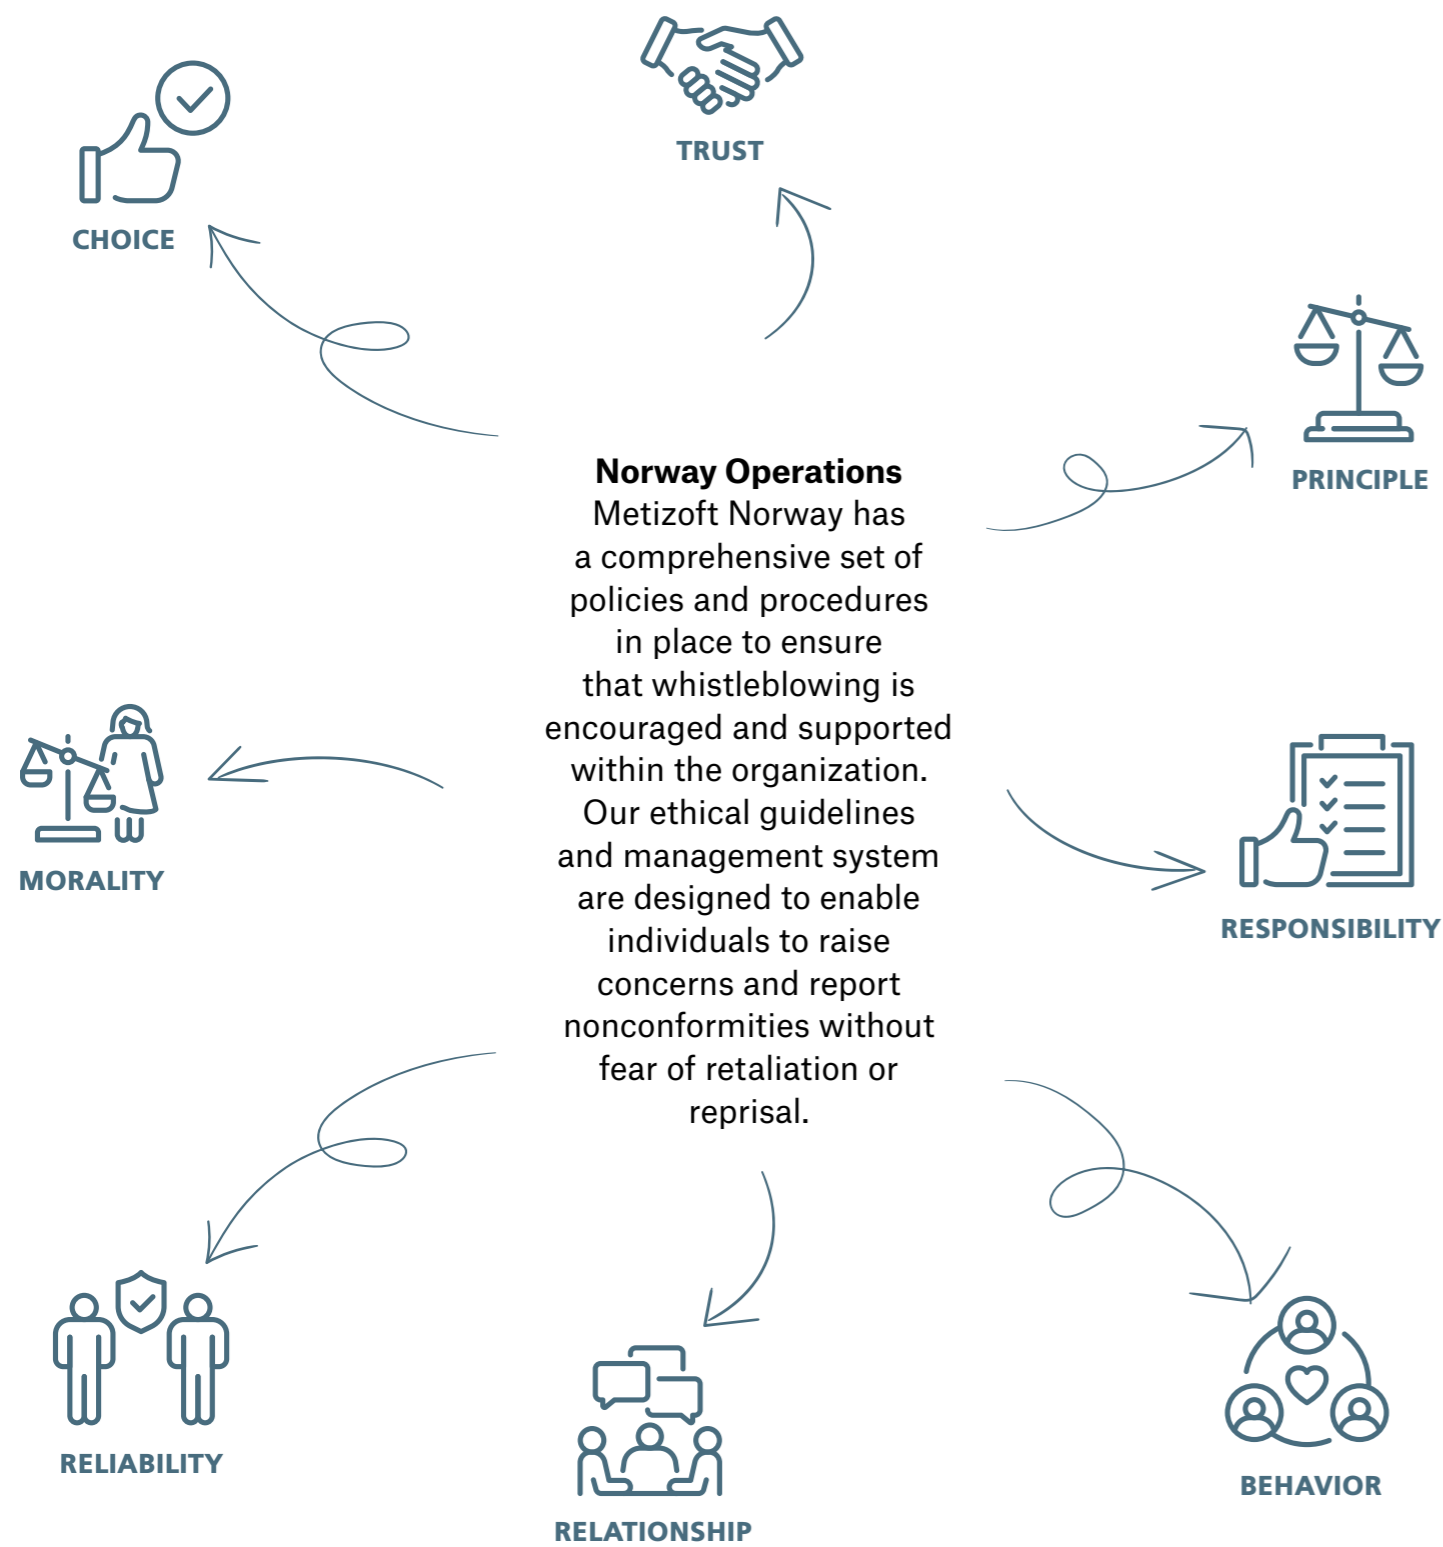 TRUST
CHOICE
PRINCIPLE
Norway Operations
Metizoft Norway has
a comprehensive set of
policies and procedures
in place to ensure
that whistleblowing is
encouraged and supported
within the organization.
Our ethical guidelines
and management system
are designed to enable
individuals to raise
concerns and report
nonconformities without
fear of retaliation or
reprisal.
MORALITY
RESPONSIBILITY
RELIABILITY
BEHAVIOR
RELATIONSHIP